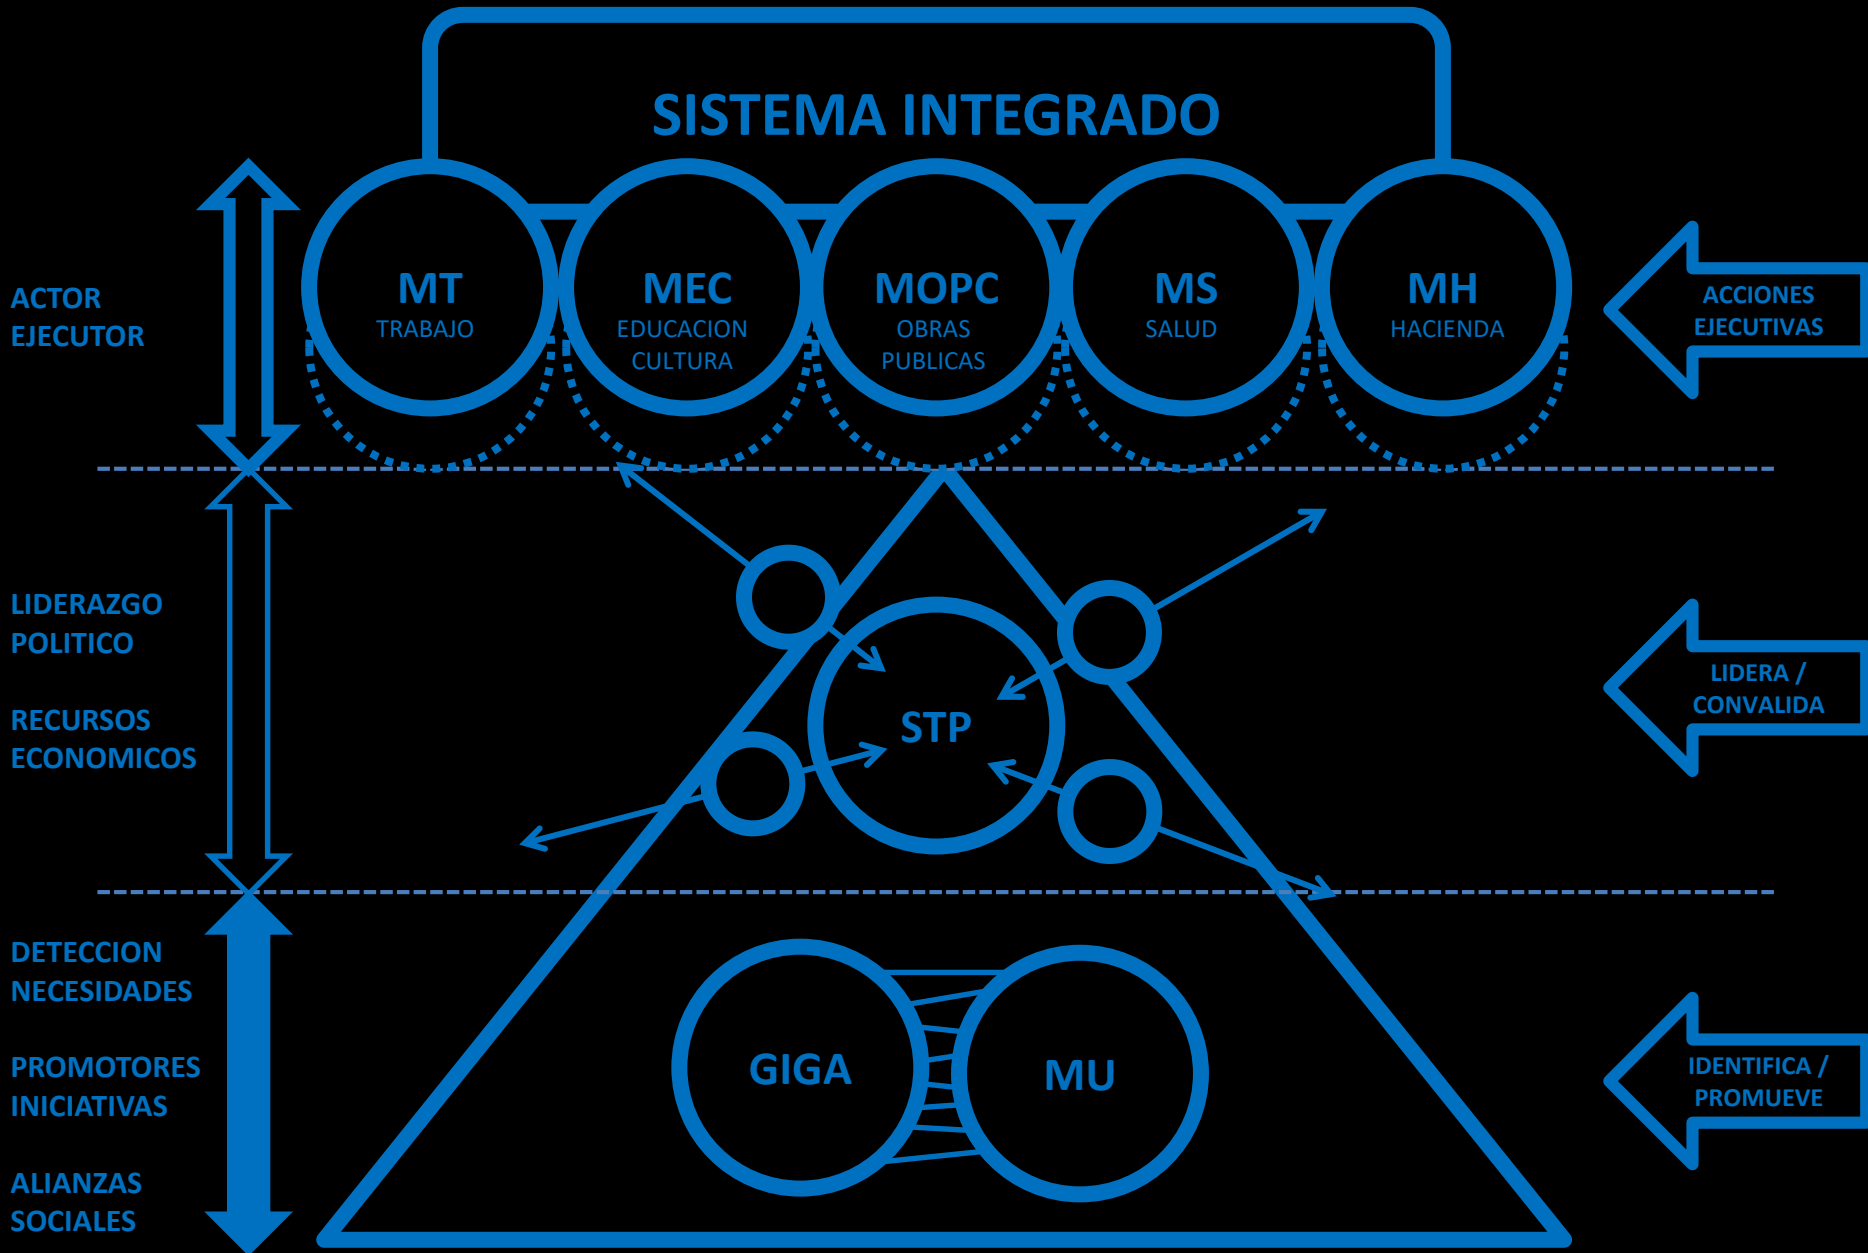 SISTEMA INTEGRADO
ACTOR
EJECUTOR
MT
TRABAJO
MEC
EDUCACION
CULTURA
MOPC
OBRAS
PUBLICAS
MS
SALUD
MH
HACIENDA
ACCIONES
EJECUTIVAS
LIDERAZGO
POLITICO
RECURSOS
ECONOMICOS
STP
LIDERA /
CONVALIDA
DETECCION
NECESIDADES
PROMOTORES
INICIATIVAS
ALIANZAS
SOCIALES
GIGA
MU
IDENTIFICA /
PROMUEVE